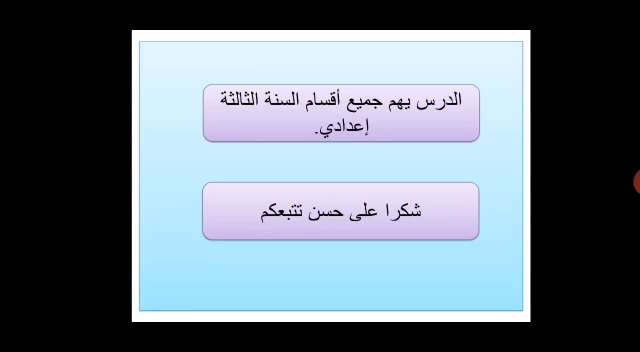 الدرس يهم جميع أقسام السنة الثالثة
إعدادي.
شكرا على حسن تتبعكم